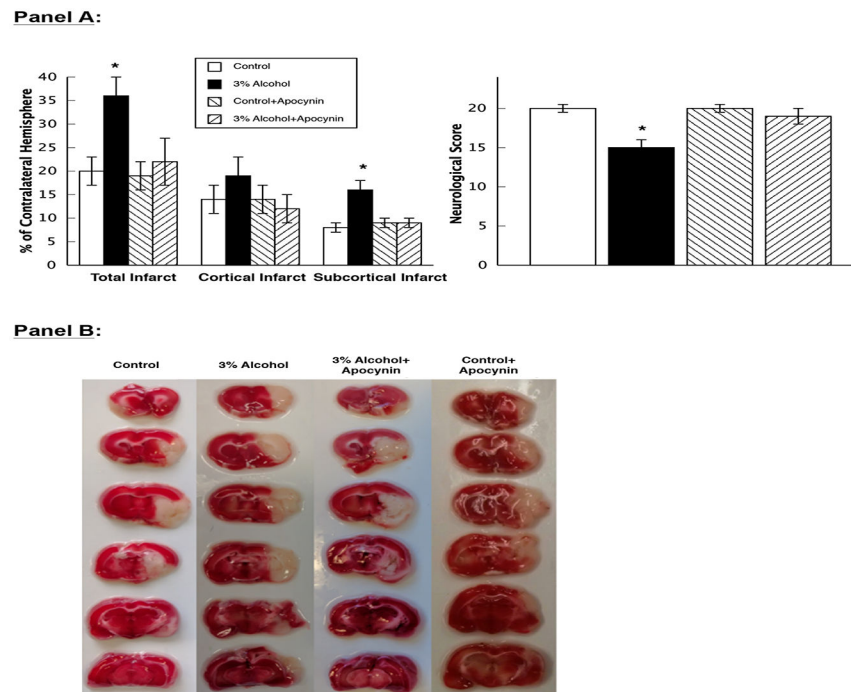 Panel A:
Control
3% Alcohol
Control+Apocynin
3% Alcohol+Apocynin
% of Contralateral Hemisphere
40
35
30
25
20
15
10
5
0
*
*
Total Infarct
Cortical Infarct
Subcortical Infarct
Neurological Score
20
15
10
5
0
*
Panel B:
Control
3% Alcohol
3% Alcohol+
Apocynin
Control+
Apocynin